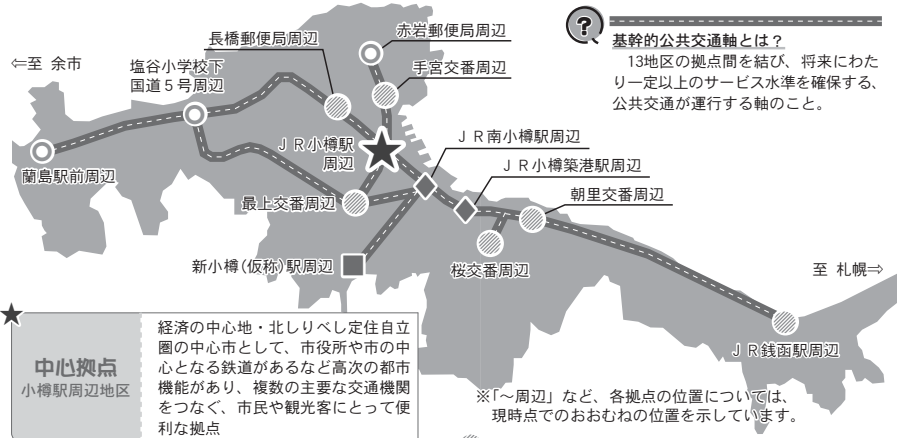 赤岩郵便局周辺
長橋郵便局周辺
手宮交番周辺
⇐至 余市
塩谷小学校下
国道5号周辺
?
基幹的公共交通軸とは?
13地区の拠点間を結び、将来にわた
り一定以上のサービス水準を確保する、
公共交通が運行する軸のこと。
JR小樽駅
周辺
JR南小樽駅周辺
JR小樽築港駅周辺
朝里交番周辺
蘭島駅前周辺
最上交番周辺
新小樽(仮称)駅周辺
桜交番周辺
至 札幌⇒
JR銭函駅周辺
中心拠点
小樽駅周辺地区
経済の中心地・北しりべし定住自立
圏の中心市として、市役所や市の中
心となる鉄道があるなど高次の都市
機能があり、複数の主要な交通機関
をつなぐ、市民や観光客にとって便
利な拠点
※「~周辺」など、各拠点の位置については、
現時点でのおおむねの位置を示しています。